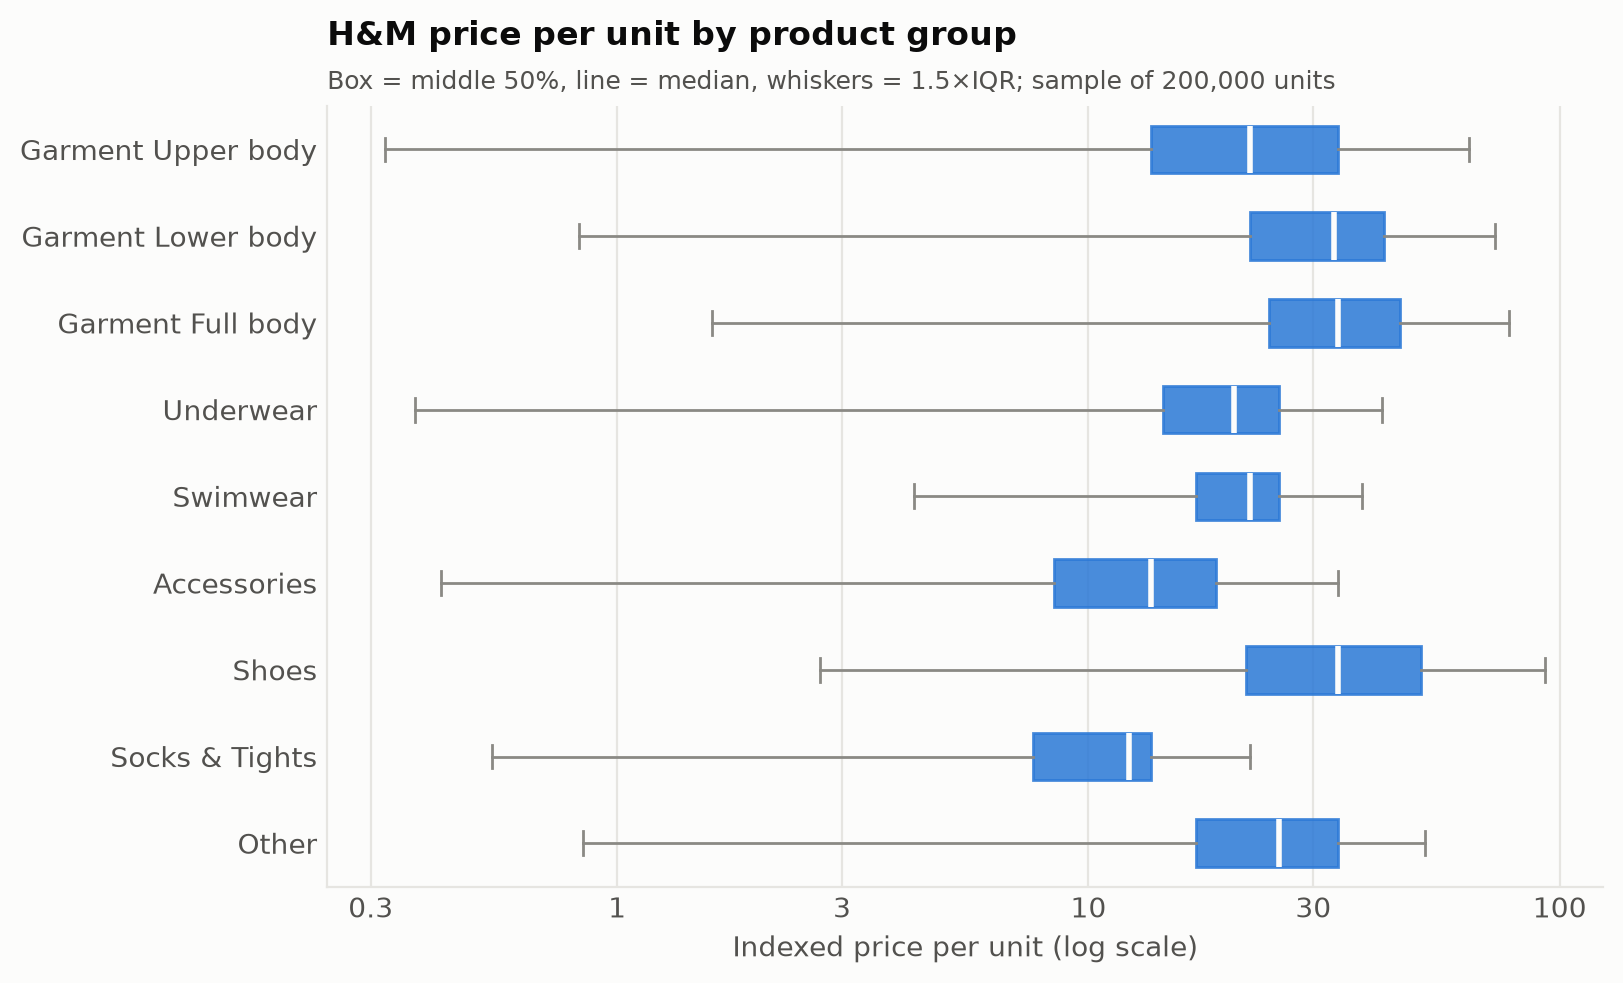 H&M price per unit by product group
Box = middle 50%, line = median, whiskers = 1.5×IQR; sample of 200,000 units
Garment Upper body
Garment Lower body
Garment Full body
Underwear
Swimwear
Accessories
Shoes
Socks & Tights
Other
0.3 1 3 10 30 100
Indexed price per unit (log scale)